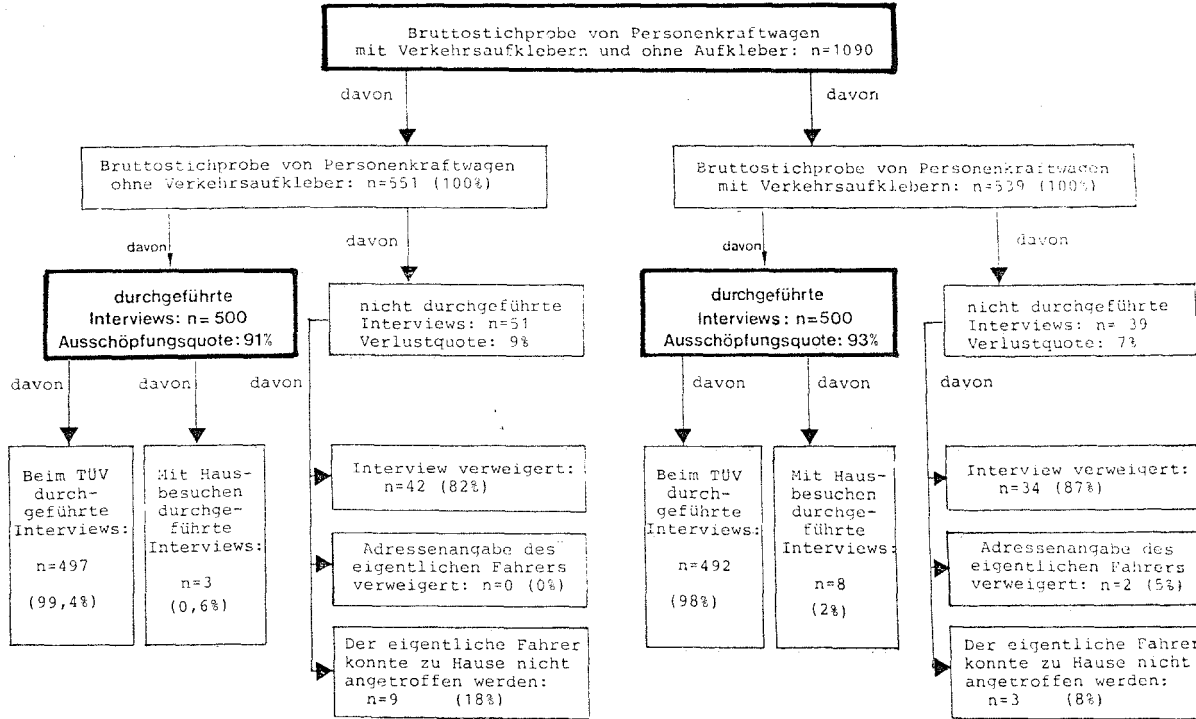 Bruttostichprobe von Personenkraftwagen
mit Verkehrsaufklebern und ohne Aufkleber: n=1090
davon
davon
Bruttostichprobe von Personenkraftwagen
ohne Verkehrsaufkleber: n=551 (100%)
Bruttostichprobe von Personenkraftwagen
mit Verkehrsaufklebern: n=539 (100%)
davon
davon
davon
davon
durchgeführte
Interviews: n= 500
Ausschöpfungsquote: 91%
nicht durchgeführte
Interviews: n=51
Verlustquote: 9%
durchgeführte
Interviews: n=500
Ausschöpfungsquote: 93%
nicht durchgeführte
Interviews: n= 39
Verlustquote: 7%
davon
davon
davon
davon
davon
davon
Beim TÜV
durch-
geführte
Interviews:
n=497
(99,4%)
Mit Haus-
besuchen
durchge-
führte
Interviews:
n=3
(0,6%)
Interview verweigert:
n=42 (82%)
Adressenangabe des
eigentlichen Fahrers
verweigert: n=0 (0%)
Der eigentliche Fahrer
konnte zu Hause nicht
angetroffen werden:
n=9 (18%)
Beim TÜV
durch-
geführte
Interviews:
n=492
(98%)
Mit Haus-
besuchen
durchge-
führte
Interviews:
n=8
(2%)
Interview verweigert:
n=34 (87%)
Adressenangabe des
eigentlichen Fahrers
verweigert: n=2 (5%)
Der eigentliche Fahrer
konnte zu Hause nicht
angetroffen werden:
n=3 (8%)